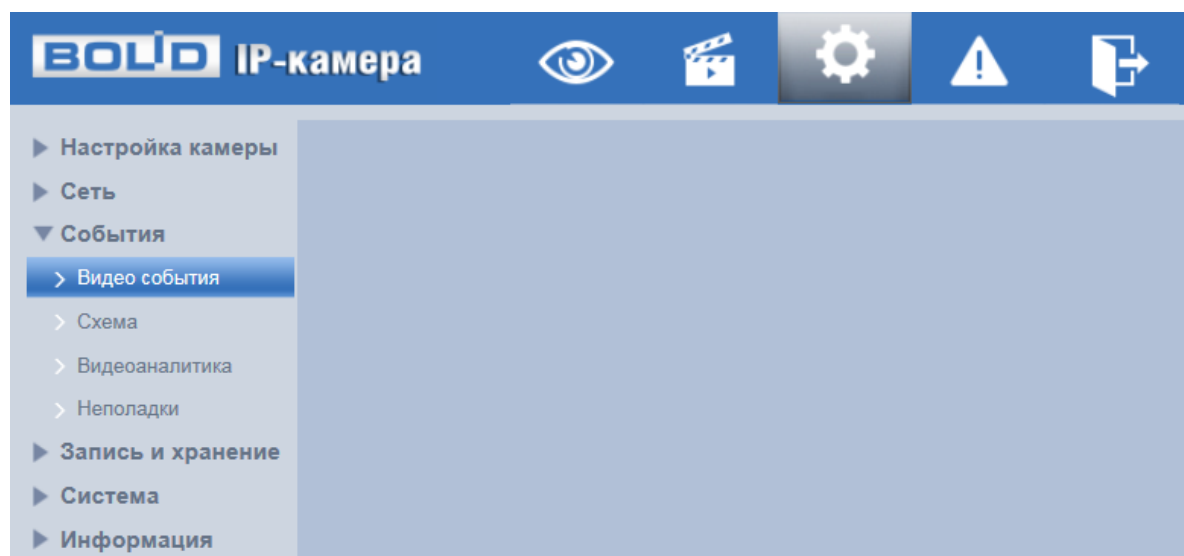 BOLID IP-камера
Настройка камеры
Сеть
События
Видео события
Схема
Видеоаналитика
Неполадки
Запись и хранение
Система
Информация